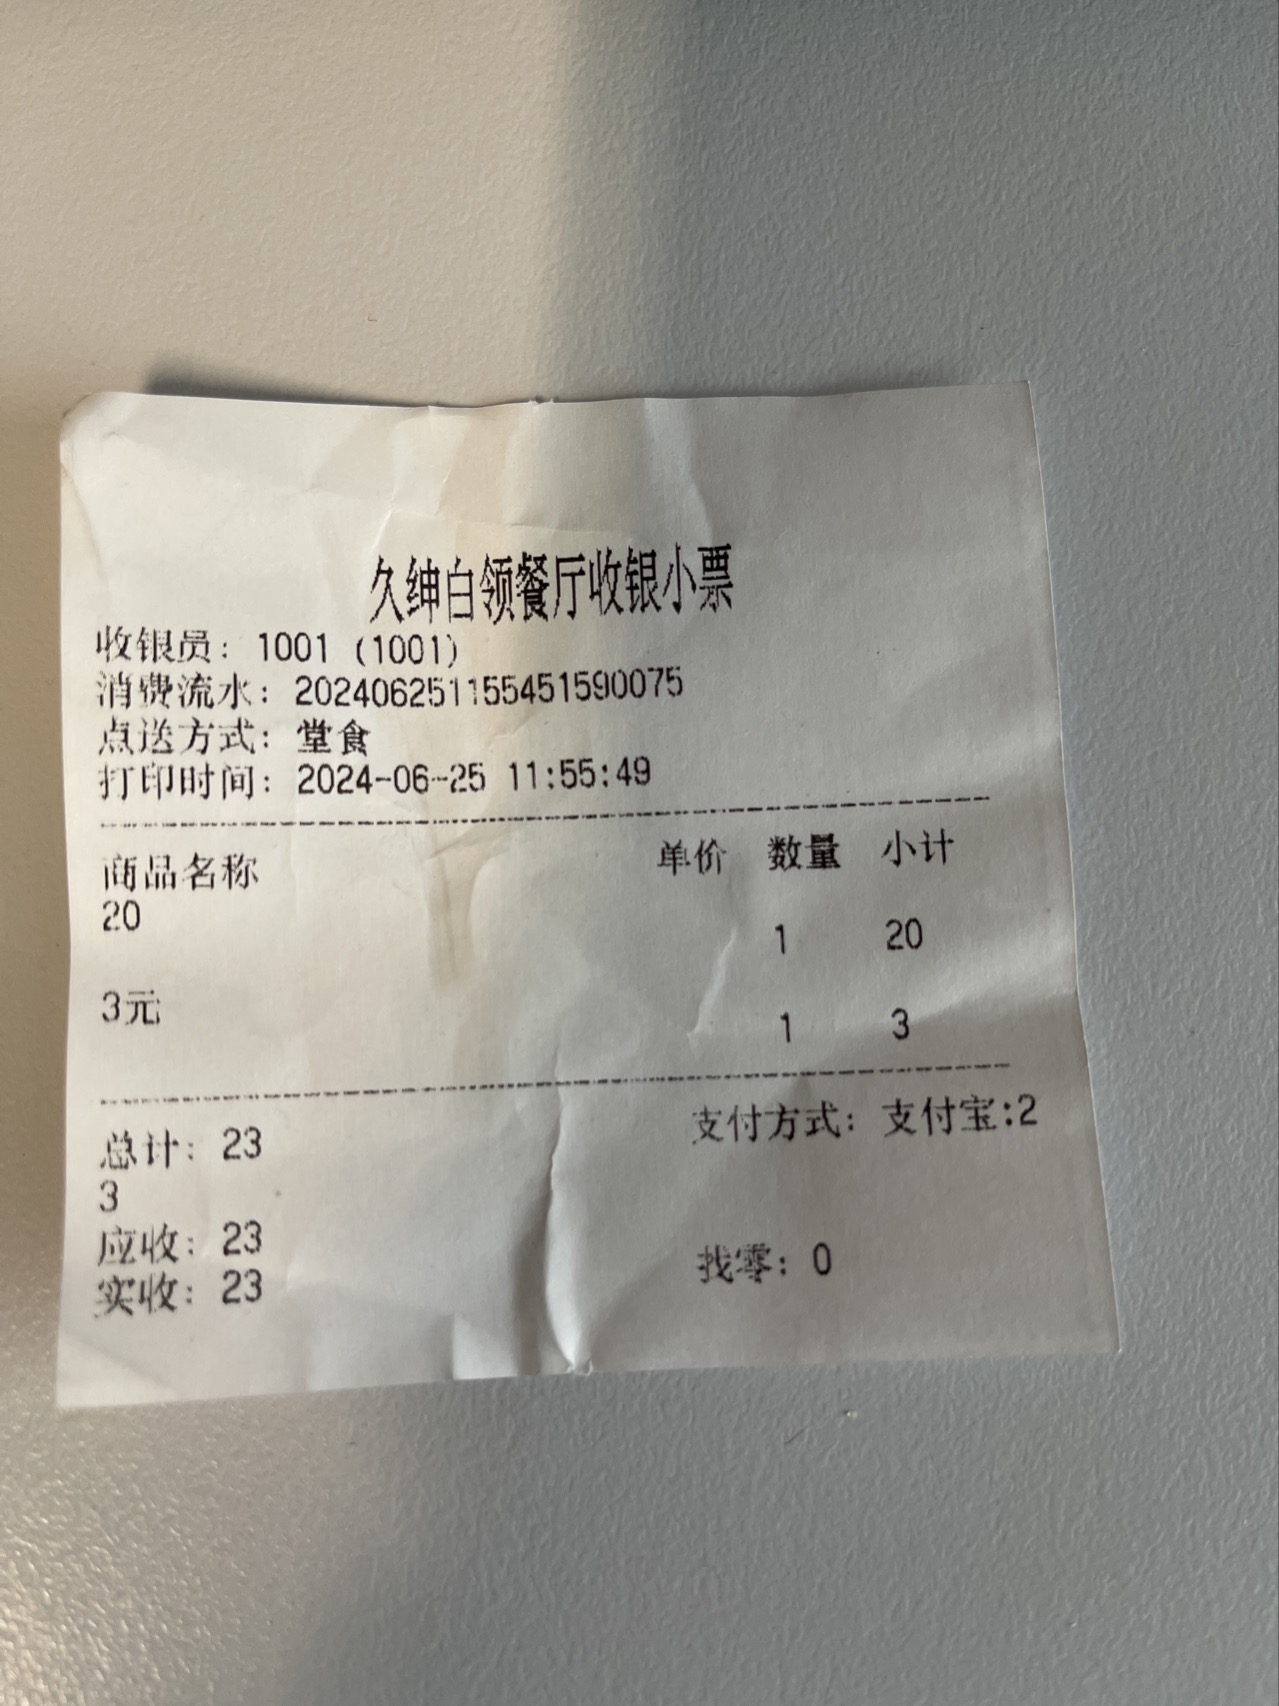 久绅白领餐厅收银小票
收银员: 1001 (1001)
消费流水: 202406251155451590075
点送方式: 堂食
打印时间: 2024-06-25 11:55:49
商品名称 单价 数量 小计
20
1 20
3元
1 3
总计: 23 支付方式: 支付宝:2
3
应收: 23
实收: 23 找零: 0